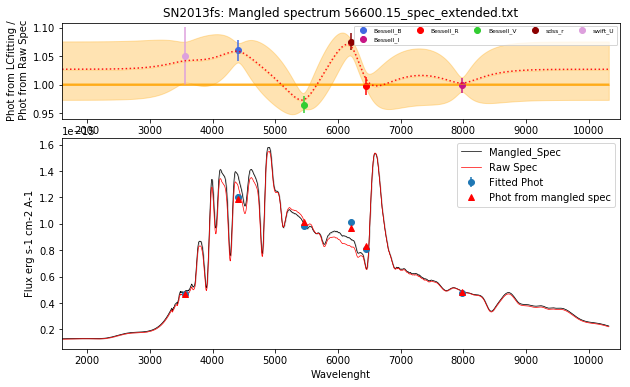 SN2013fs: Mangled spectrum 56600.15_spec_extended.txt
Phot from LCfitting /
Phot from Raw Spec
1.10
1.05
1.00
0.95
Bessell_B
Bessell_I
Bessell_R
Bessell_V
sdss_r
swift_U
2000 3000 4000 5000 6000 7000 8000 9000 10000
1e−15
Flux erg s-1 cm-2 A-1
1.6
1.4
1.2
1.0
0.8
0.6
0.4
0.2
Mangled_Spec
Raw Spec
Fitted Phot
Phot from mangled spec
2000 3000 4000 5000 6000 7000 8000 9000 10000
Wavelenght